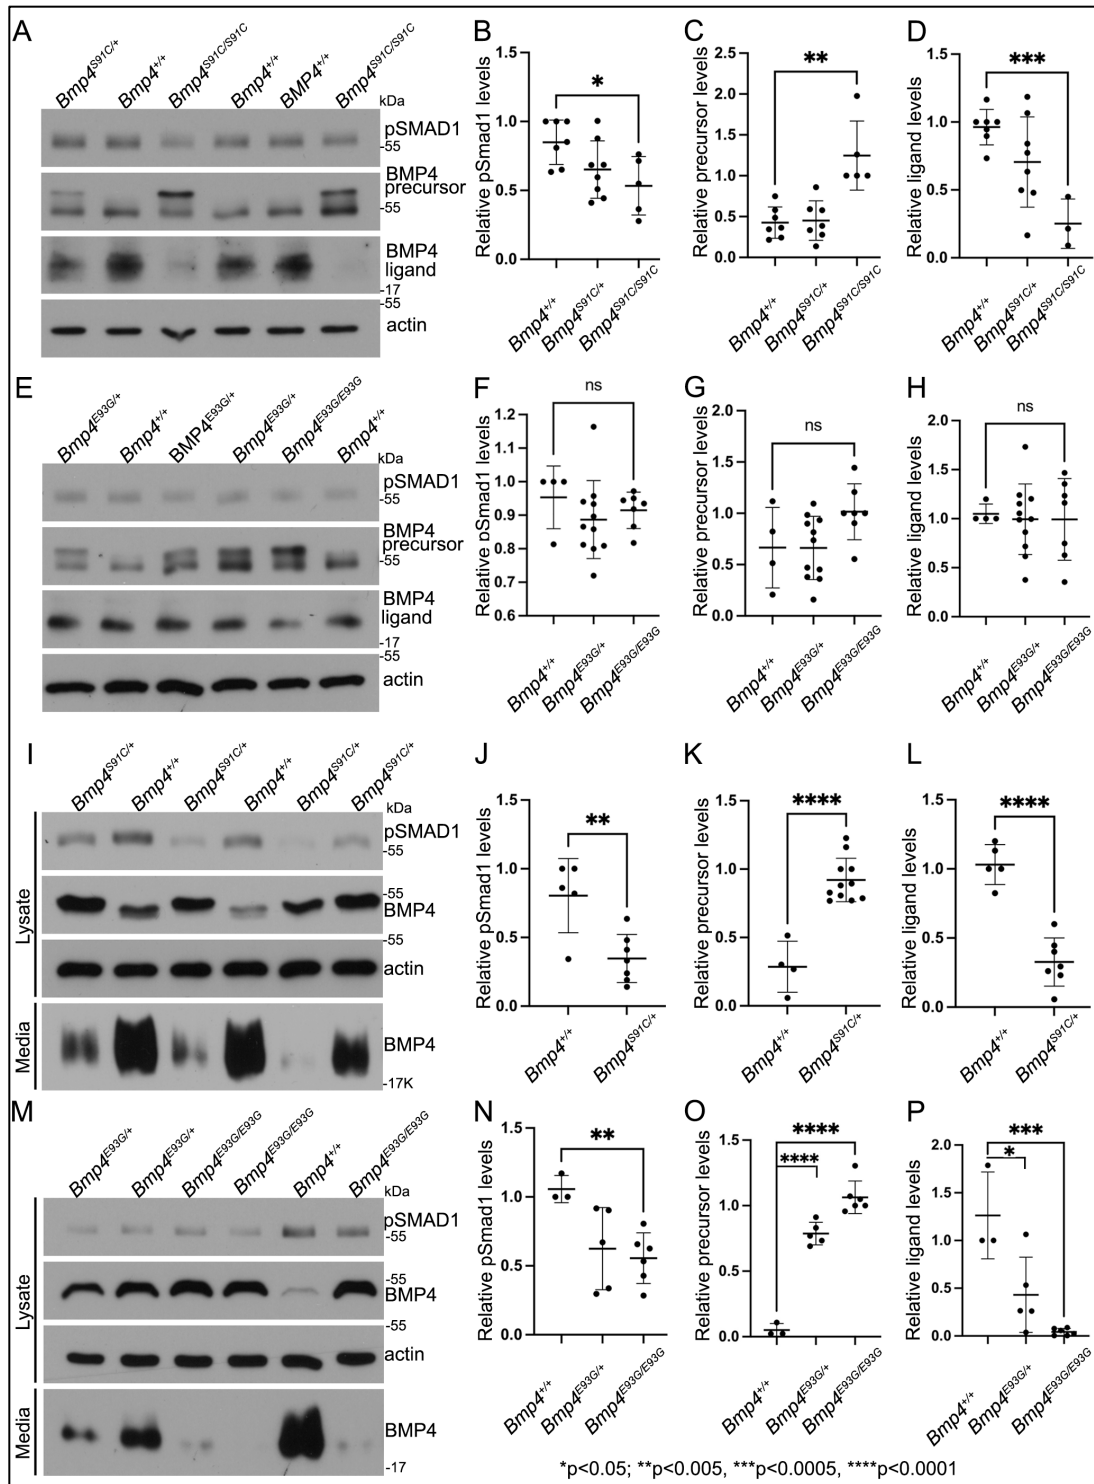 A
Bmp4S91C/+
Bmp4+/+
Bmp4S91C/S91C
Bmp4+/+
BMP4+/+
Bmp4S91C/S91C
kDa
pSMAD1
-55
BMP4
precursor
-55
BMP4
ligand
-17
-55
actin
B
Relative pSmad1 levels
1.5
1.0
0.5
0.0
*
Bmp4+/+
Bmp4S91C/+
Bmp4S91C/S91C
C
Relative precursor levels
2.5
2.0
1.5
1.0
0.5
0.0
**
Bmp4+/+
Bmp4S91C/+
Bmp4S91C/S91C
D
Relative ligand levels
1.5
1.0
0.5
0.0
***
Bmp4+/+
Bmp4S91C/+
Bmp4S91C/S91C
E
Bmp4E93G/+
Bmp4+/+
BMP4E93G/+
Bmp4E93G/+
Bmp4E93G/E93G
Bmp4+/+
kDa
pSMAD1
-55
BMP4
precursor
-55
BMP4
ligand
-17
-55
actin
F
Relative pSmad1 levels
1.2
1.1
1.0
0.9
0.8
0.7
0.6
ns
Bmp4+/+
Bmp4E93G/+
Bmp4E93G/E93G
G
Relative precursor levels
2.0
1.5
1.0
0.5
0.0
ns
Bmp4+/+
Bmp4E93G/+
Bmp4E93G/E93G
H
Relative ligand levels
2.0
1.5
1.0
0.5
0.0
ns
Bmp4+/+
Bmp4E93G/+
Bmp4E93G/E93G
I
Bmp4S91C/+
Bmp4+/+
Bmp4S91C/+
Bmp4+/+
Bmp4S91C/+
Bmp4S91C/+
kDa
pSMAD1
-55
-55
BMP4
-55
actin
Lysate
BMP4
-17K
Media
J
Relative pSmad1 levels
1.5
1.0
0.5
0.0
**
Bmp4+/+
Bmp4S91C/+
K
Relative precursor levels
1.5
1.0
0.5
0.0
****
Bmp4+/+
Bmp4S91C/+
L
Relative ligand levels
1.5
1.0
0.5
0.0
****
Bmp4+/+
Bmp4S91C/+
M
Bmp4E93G/+
Bmp4E93G/+
Bmp4E93G/E93G
Bmp4E93G/E93G
Bmp4+/+
Bmp4E93G/E93G
kDa
pSMAD1
-55
-55
BMP4
-55
actin
Lysate
BMP4
-17
Media
N
Relative pSmad1 levels
1.5
1.0
0.5
0.0
**
Bmp4+/+
Bmp4E93G/+
Bmp4E93G/E93G
O
Relative precursor levels
1.5
1.0
0.5
0.0
****
****
Bmp4+/+
Bmp4E93G/+
Bmp4E93G/E93G
P
Relative ligand levels
2.0
1.5
1.0
0.5
0.0
***
*
Bmp4+/+
Bmp4E93G/+
Bmp4E93G/E93G
*p<0.05; **p<0.005, ***p<0.0005, ****p<0.0001